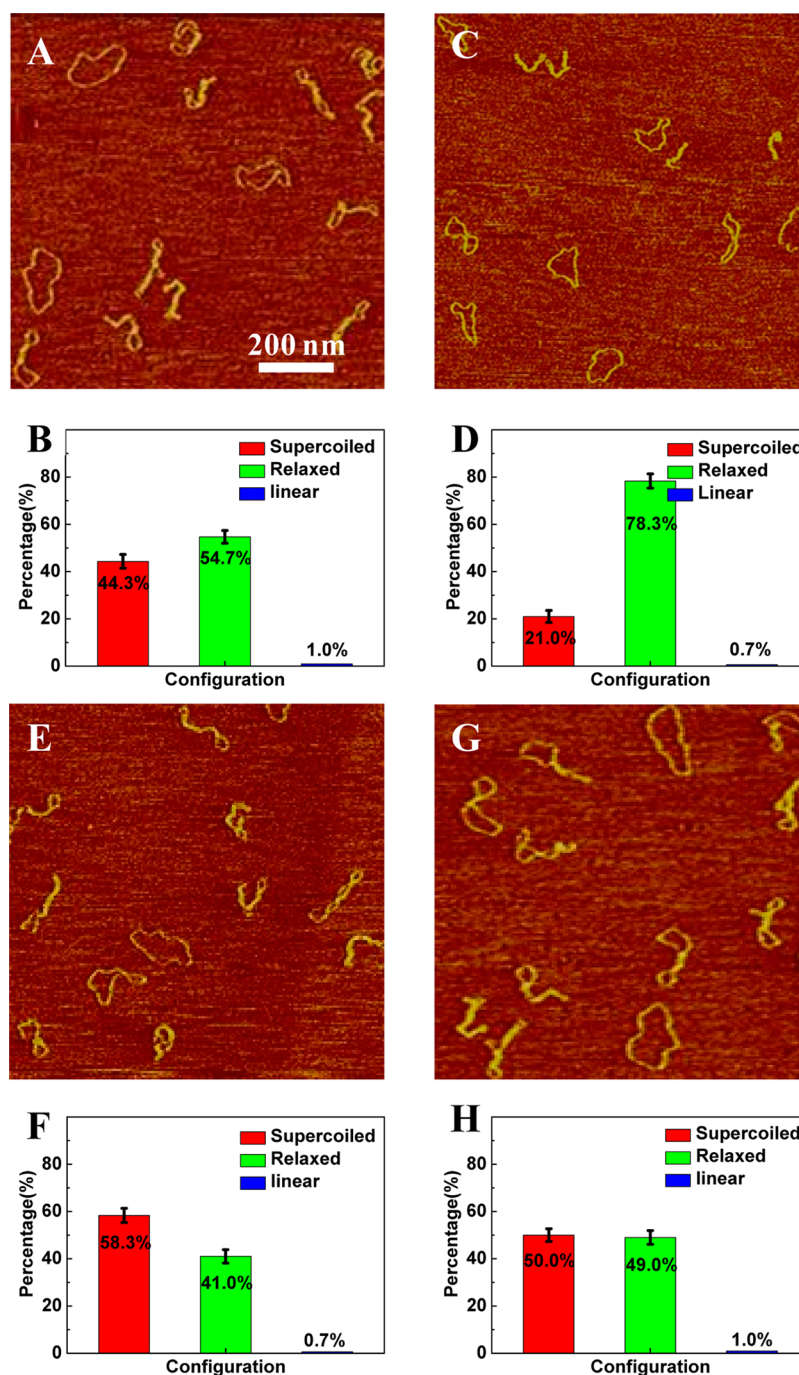 A
200 nm
C
B
Supercoiled
Relaxed
linear
80
60
40
20
0
Percentage(%)
44.3%
54.7%
1.0%
Configuration
D
Supercoiled
Relaxed
Linear
80
60
40
20
0
Percentage(%)
21.0%
78.3%
0.7%
Configuration
E
G
F
Supercoiled
Relaxed
linear
80
60
40
20
0
Percentage(%)
58.3%
41.0%
0.7%
Configuration
H
Supercoiled
Relaxed
linear
80
60
40
20
0
Percentage(%)
50.0%
49.0%
1.0%
Configuration